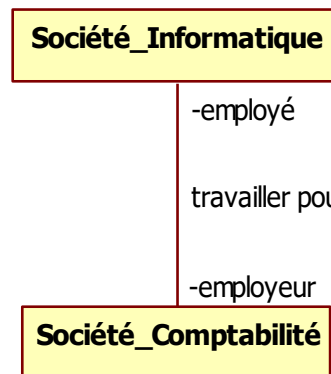 Société_Informatique
-employé
travailler pou
-employeur
Société_Comptabilité